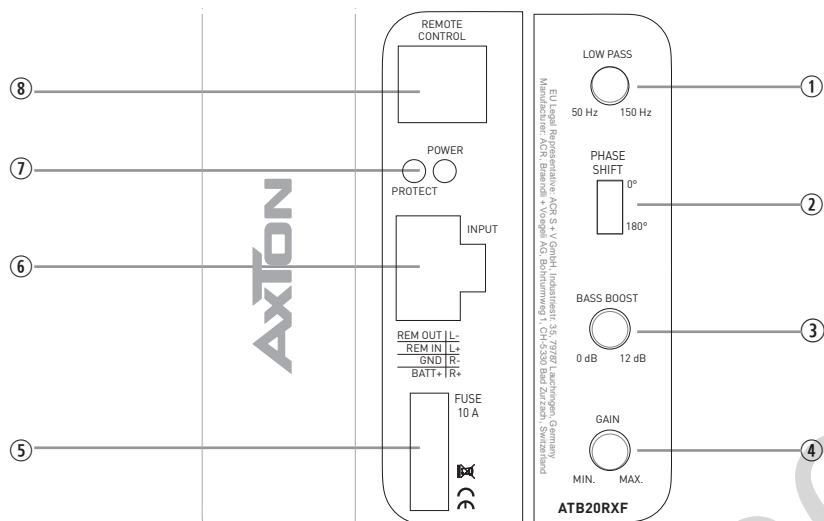 REMOTE
CONTROL
8
POWER
7
PROTECT
INPUT
6
REM OUT L-
REM IN L+
GND R-
BATT+ R+
FUSE
10 A
5
CE
AXTON
EU Legal Representative: ACR S + V GmbH, Industriestr. 35, 79787 Lauchringen, Germany
Manufacturer: ACR, Braendli + Voegeli AG, Bohrturmweg 1, CH-5330 Bad Zurzach, Switzerland
LOW PASS
1
50 Hz 150 Hz
PHASE
SHIFT
0°
2
180°
BASS BOOST
3
0 dB 12 dB
GAIN
4
MIN. MAX.
ATB20RXF